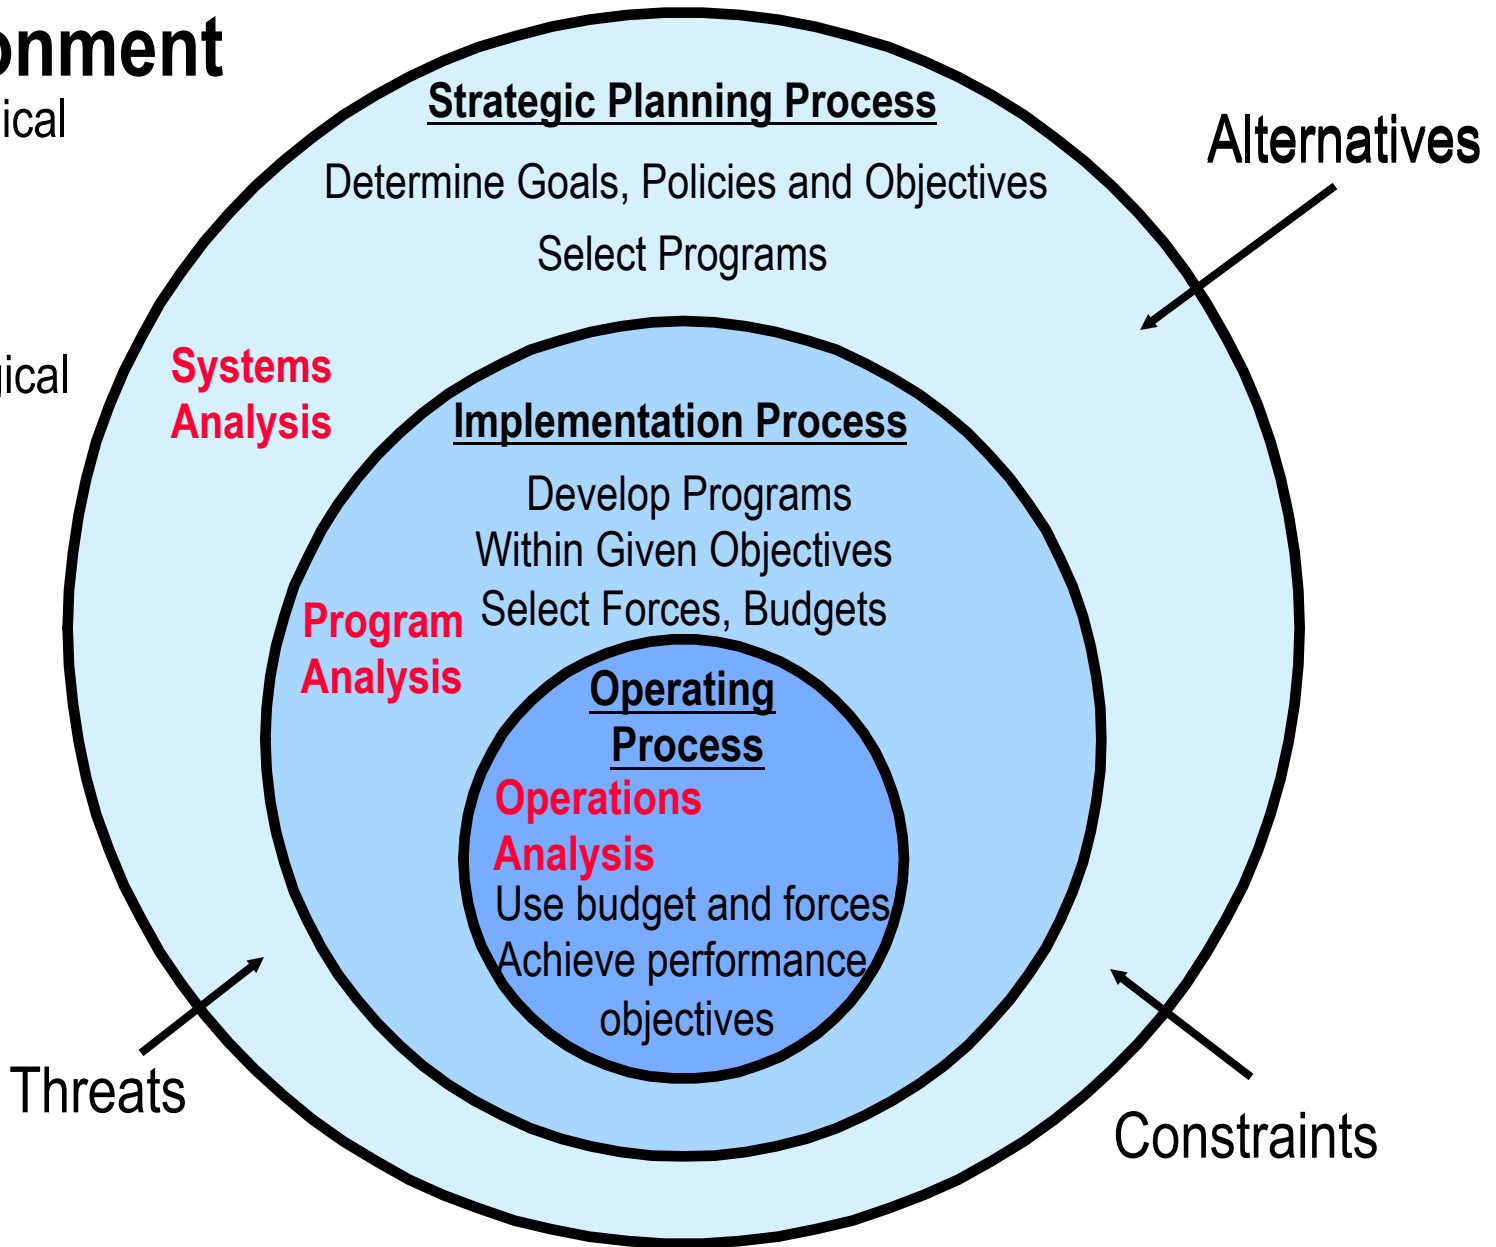 onment
ical
gical
Strategic Planning Process
Determine Goals, Policies and Objectives
Select Programs
Alternatives
Systems
Analysis
Implementation Process
Develop Programs
Within Given Objectives
Select Forces, Budgets
Program
Analysis
Operating
Process
Operations
Analysis
Use budget and forces
Achieve performance
objectives
Threats
Constraints